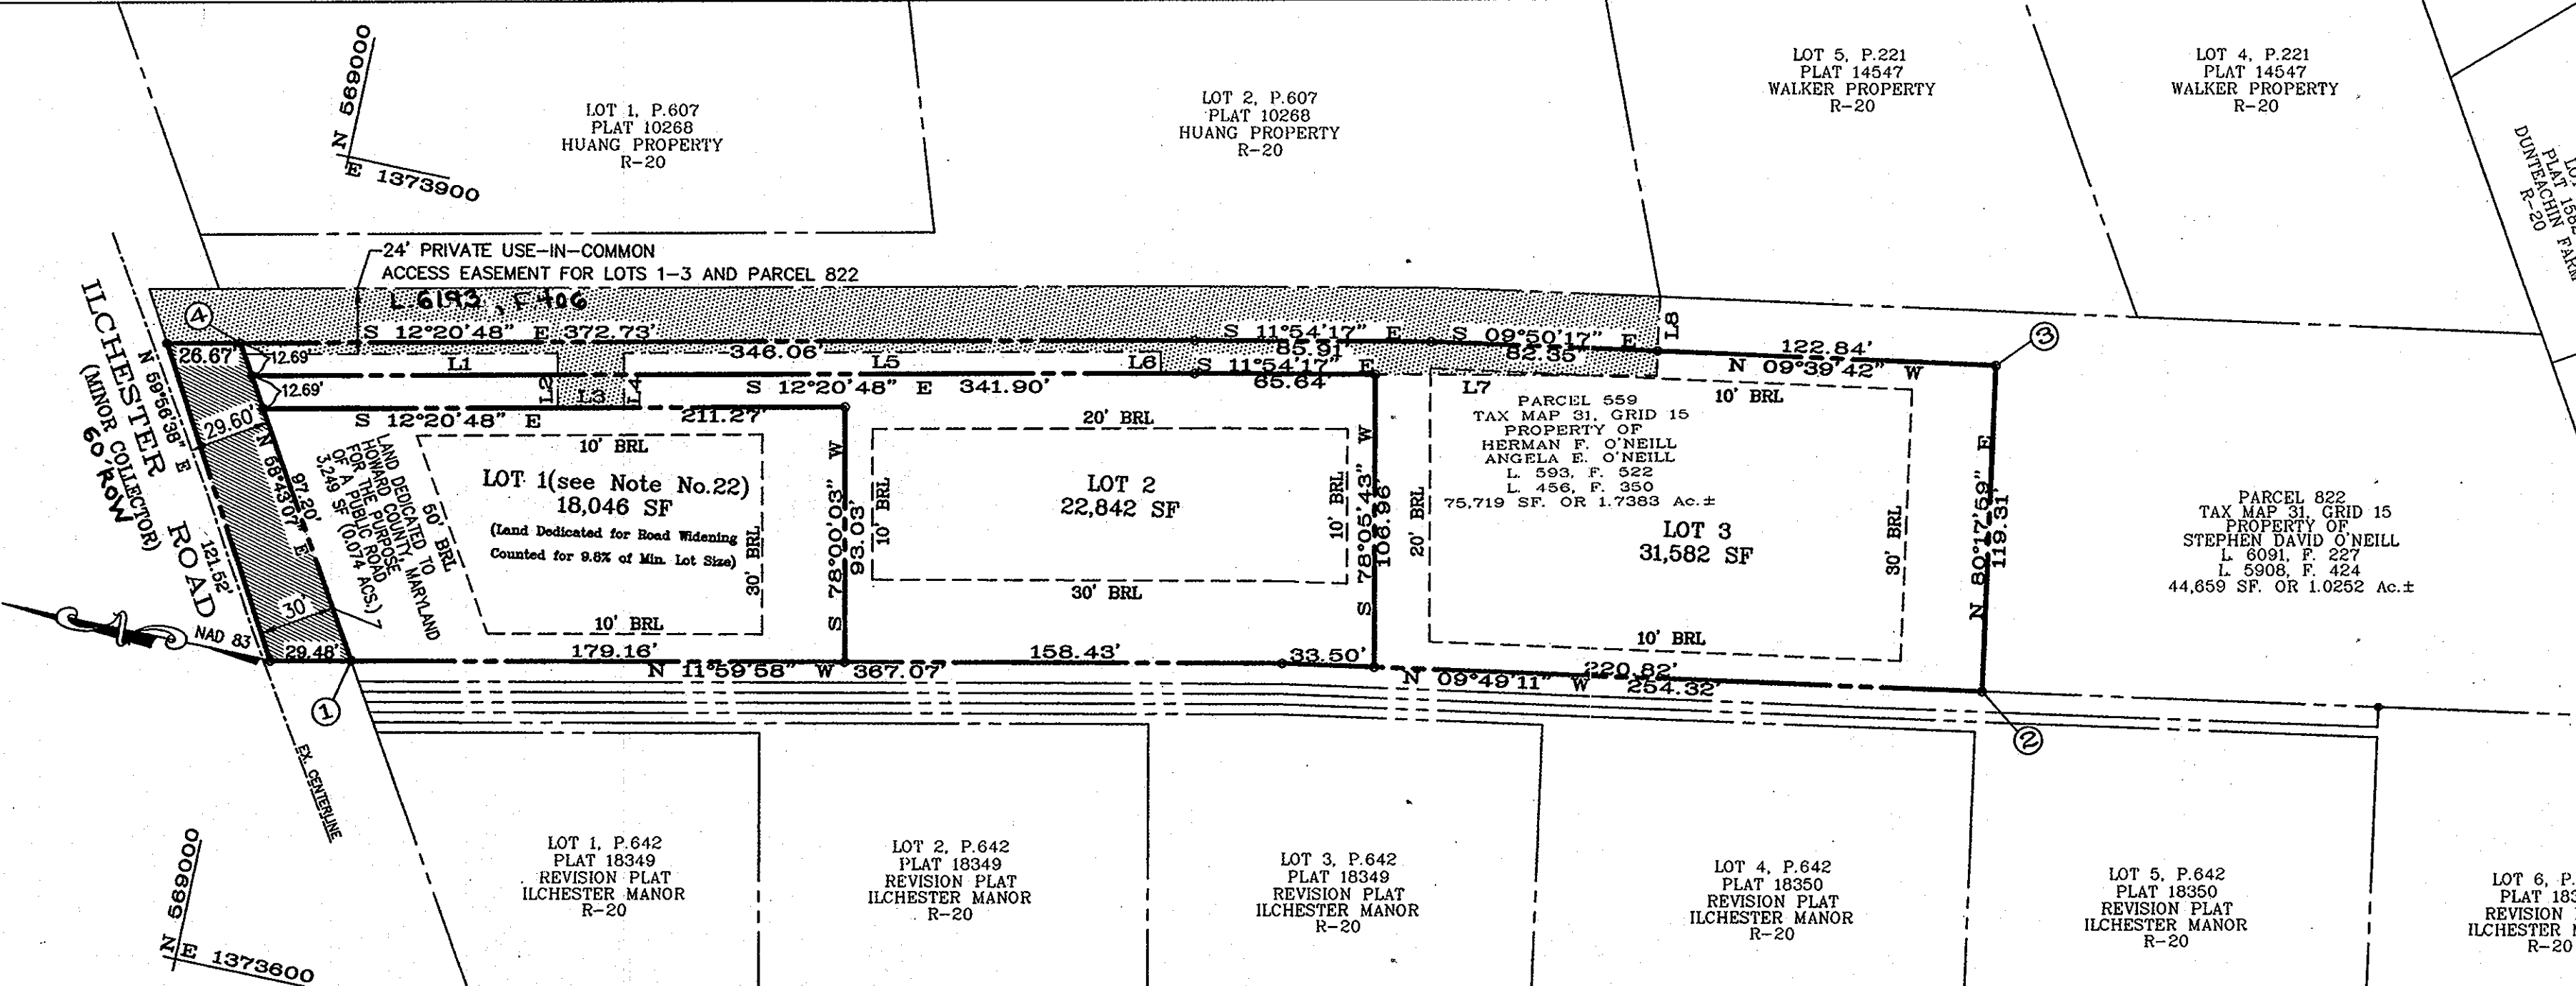 LOT 1, P.607
PLAT 10268
HUANG PROPERTY
R-20
LOT 2, P.607
PLAT 10268
HUANG PROPERTY
R-20
LOT 5, P.221
PLAT 14547
WALKER PROPERTY
R-20
LOT 4, P.221
PLAT 14547
WALKER PROPERTY
R-20
DUNTEACHIN FARM
R-20
N 569000
E 1373900
24' PRIVATE USE-IN-COMMON
ACCESS EASEMENT FOR LOTS 1-3 AND PARCEL 822
L.6193, F406
4
S 12°20'48" E 372.73'
S 11°54'17" E
S 09°50'17" E
L8
3
26.67'
12.69'
346.06'
85.91'
82.35'
122.84'
N 09°39'42" W
L1
L5
L6
S 11°54'17" E
65.64'
L7
12.69'
L2
L3
L4
S 12°20'48" E 341.90'
S 12°20'48" E
211.27'
ILCHESTER ROAD
(MINOR COLLECTOR)
60' ROW
N 59°56'38" E
121.52'
29.60'
N 58°43'07" E
97.20'
30'
29.48'
NAD 83
LAND DEDICATED TO
HOWARD COUNTY, MARYLAND
FOR THE PURPOSE
OF A PUBLIC ROAD
3,249 SF (0.074 ACS.)
50' BRL
10' BRL
LOT 1(see Note No.22)
18,046 SF
(Land Dedicated for Road Widening
Counted for 9.8% of Min. Lot Size)
30' BRL
10' BRL
S 78°00'03" W
93.03'
20' BRL
10' BRL
LOT 2
22,842 SF
10' BRL
30' BRL
S 78°05'43" W
106.96'
10' BRL
20' BRL
PARCEL 559
TAX MAP 31, GRID 15
PROPERTY OF
HERMAN F. O'NEILL
ANGELA E. O'NEILL
L. 593, F. 522
L. 456, F. 350
75,719 SF. OR 1.7383 Ac.±
LOT 3
31,582 SF
30' BRL
10' BRL
N 80°17'59" E
119.31'
PARCEL 822
TAX MAP 31, GRID 15
PROPERTY OF
STEPHEN DAVID O'NEILL
L. 6091, F. 227
L. 5908, F. 424
44,659 SF. OR 1.0252 Ac.±
179.16'
158.43'
33.50'
220.82'
N 11°59'58" W 367.07'
N 09°49'11" W 254.32'
1
2
EX. CENTERLINE
N 569000
E 1373600
LOT 1, P.642
PLAT 18349
REVISION PLAT
ILCHESTER MANOR
R-20
LOT 2, P.642
PLAT 18349
REVISION PLAT
ILCHESTER MANOR
R-20
LOT 3, P.642
PLAT 18349
REVISION PLAT
ILCHESTER MANOR
R-20
LOT 4, P.642
PLAT 18350
REVISION PLAT
ILCHESTER MANOR
R-20
LOT 5, P.642
PLAT 18350
REVISION PLAT
ILCHESTER MANOR
R-20
LOT 6, P.
PLAT
REVISION
ILCHESTER
R-20